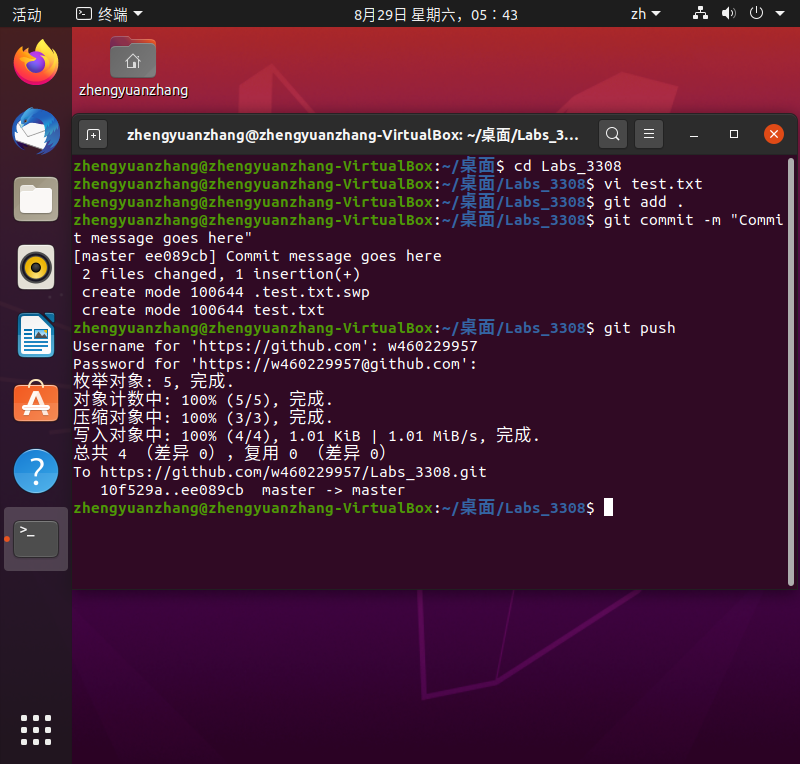 活动 终端 8月29日 星期六，05：43 zh
zhengyuanzhang
zhengyuanzhang@zhengyuanzhang-VirtualBox: ~/桌面/Labs_3...
zhengyuanzhang@zhengyuanzhang-VirtualBox:~/桌面$ cd Labs_3308
zhengyuanzhang@zhengyuanzhang-VirtualBox:~/桌面/Labs_3308$ vi test.txt
zhengyuanzhang@zhengyuanzhang-VirtualBox:~/桌面/Labs_3308$ git add .
zhengyuanzhang@zhengyuanzhang-VirtualBox:~/桌面/Labs_3308$ git commit -m "Commi
t message goes here"
[master ee089cb] Commit message goes here
 2 files changed, 1 insertion(+)
 create mode 100644 .test.txt.swp
 create mode 100644 test.txt
zhengyuanzhang@zhengyuanzhang-VirtualBox:~/桌面/Labs_3308$ git push
Username for 'https://github.com': w460229957
Password for 'https://w460229957@github.com':
枚举对象: 5, 完成.
对象计数中: 100% (5/5), 完成.
压缩对象中: 100% (3/3), 完成.
写入对象中: 100% (4/4), 1.01 KiB | 1.01 MiB/s, 完成.
总共 4 （差异 0），复用 0 （差异 0）
To https://github.com/w460229957/Labs_3308.git
   10f529a..ee089cb  master -> master
zhengyuanzhang@zhengyuanzhang-VirtualBox:~/桌面/Labs_3308$